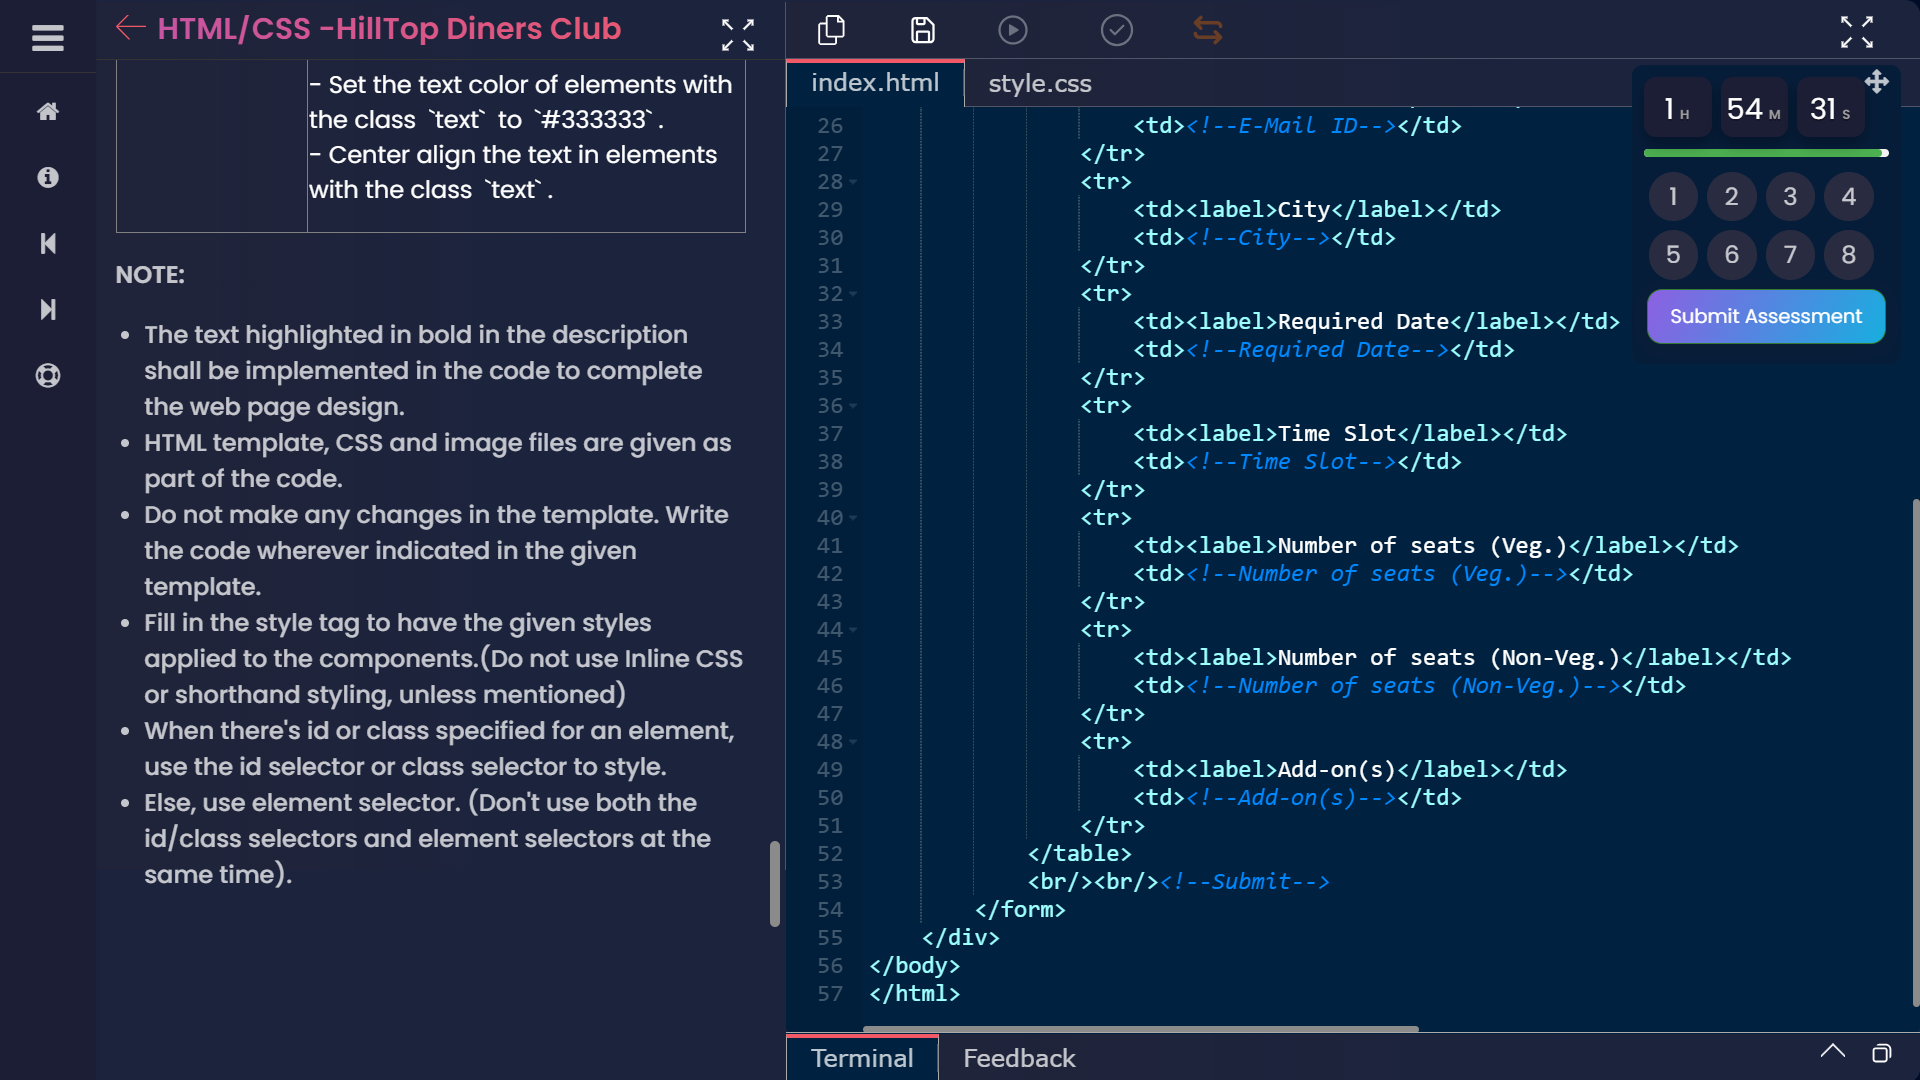 HTML/CSS -HillTop Diners Club
- Set the text color of elements with
the class `text` to `#333333`.
- Center align the text in elements
with the class `text`.
NOTE:
• The text highlighted in bold in the description
shall be implemented in the code to complete
the web page design.
• HTML template, CSS and image files are given as
part of the code.
• Do not make any changes in the template. Write
the code wherever indicated in the given
template.
• Fill in the style tag to have the given styles
applied to the components.(Do not use Inline CSS
or shorthand styling, unless mentioned)
• When there's id or class specified for an element,
use the id selector or class selector to style.
• Else, use element selector. (Don't use both the
id/class selectors and element selectors at the
same time).
index.html
style.css
26 <td><!--E-Mail ID--></td>
27 </tr>
28 <tr>
29 <td><label>City</label></td>
30 <td><!--City--></td>
31 </tr>
32 <tr>
33 <td><label>Required Date</label></td>
34 <td><!--Required Date--></td>
35 </tr>
36 <tr>
37 <td><label>Time Slot</label></td>
38 <td><!--Time Slot--></td>
39 </tr>
40 <tr>
41 <td><label>Number of seats (Veg.)</label></td>
42 <td><!--Number of seats (Veg.)--></td>
43 </tr>
44 <tr>
45 <td><label>Number of seats (Non-Veg.)</label></td>
46 <td><!--Number of seats (Non-Veg.)--></td>
47 </tr>
48 <tr>
49 <td><label>Add-on(s)</label></td>
50 <td><!--Add-on(s)--></td>
51 </tr>
52 </table>
53 <br/><br/><!--Submit-->
54 </form>
55 </div>
56 </body>
57 </html>
1 H 54 M 31 S
1 2 3 4
5 6 7 8
Submit Assessment
Terminal
Feedback